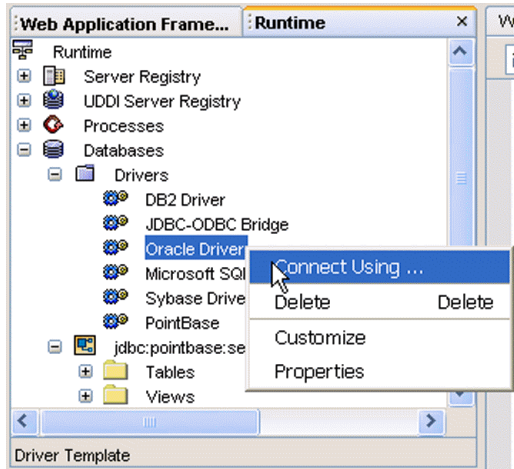 Web Application Frame... Runtime
Runtime
Server Registry
UDDI Server Registry
Processes
Databases
Drivers
DB2 Driver
JDBC-ODBC Bridge
Oracle Driver
Connect Using ...
Microsoft SQ
Delete Delete
Sybase Drive
Customize
PointBase
jdbc:pointbase:se
Properties
Tables
Views
Driver Template